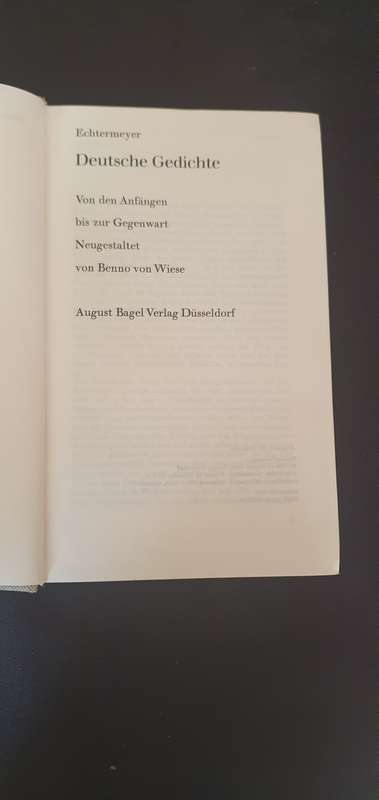 Echtermeyer
Deutsche Gedichte
Von den Anfängen
bis zur Gegenwart
Neugestaltet
von Benno von Wiese
August Bagel Verlag Düsseldorf